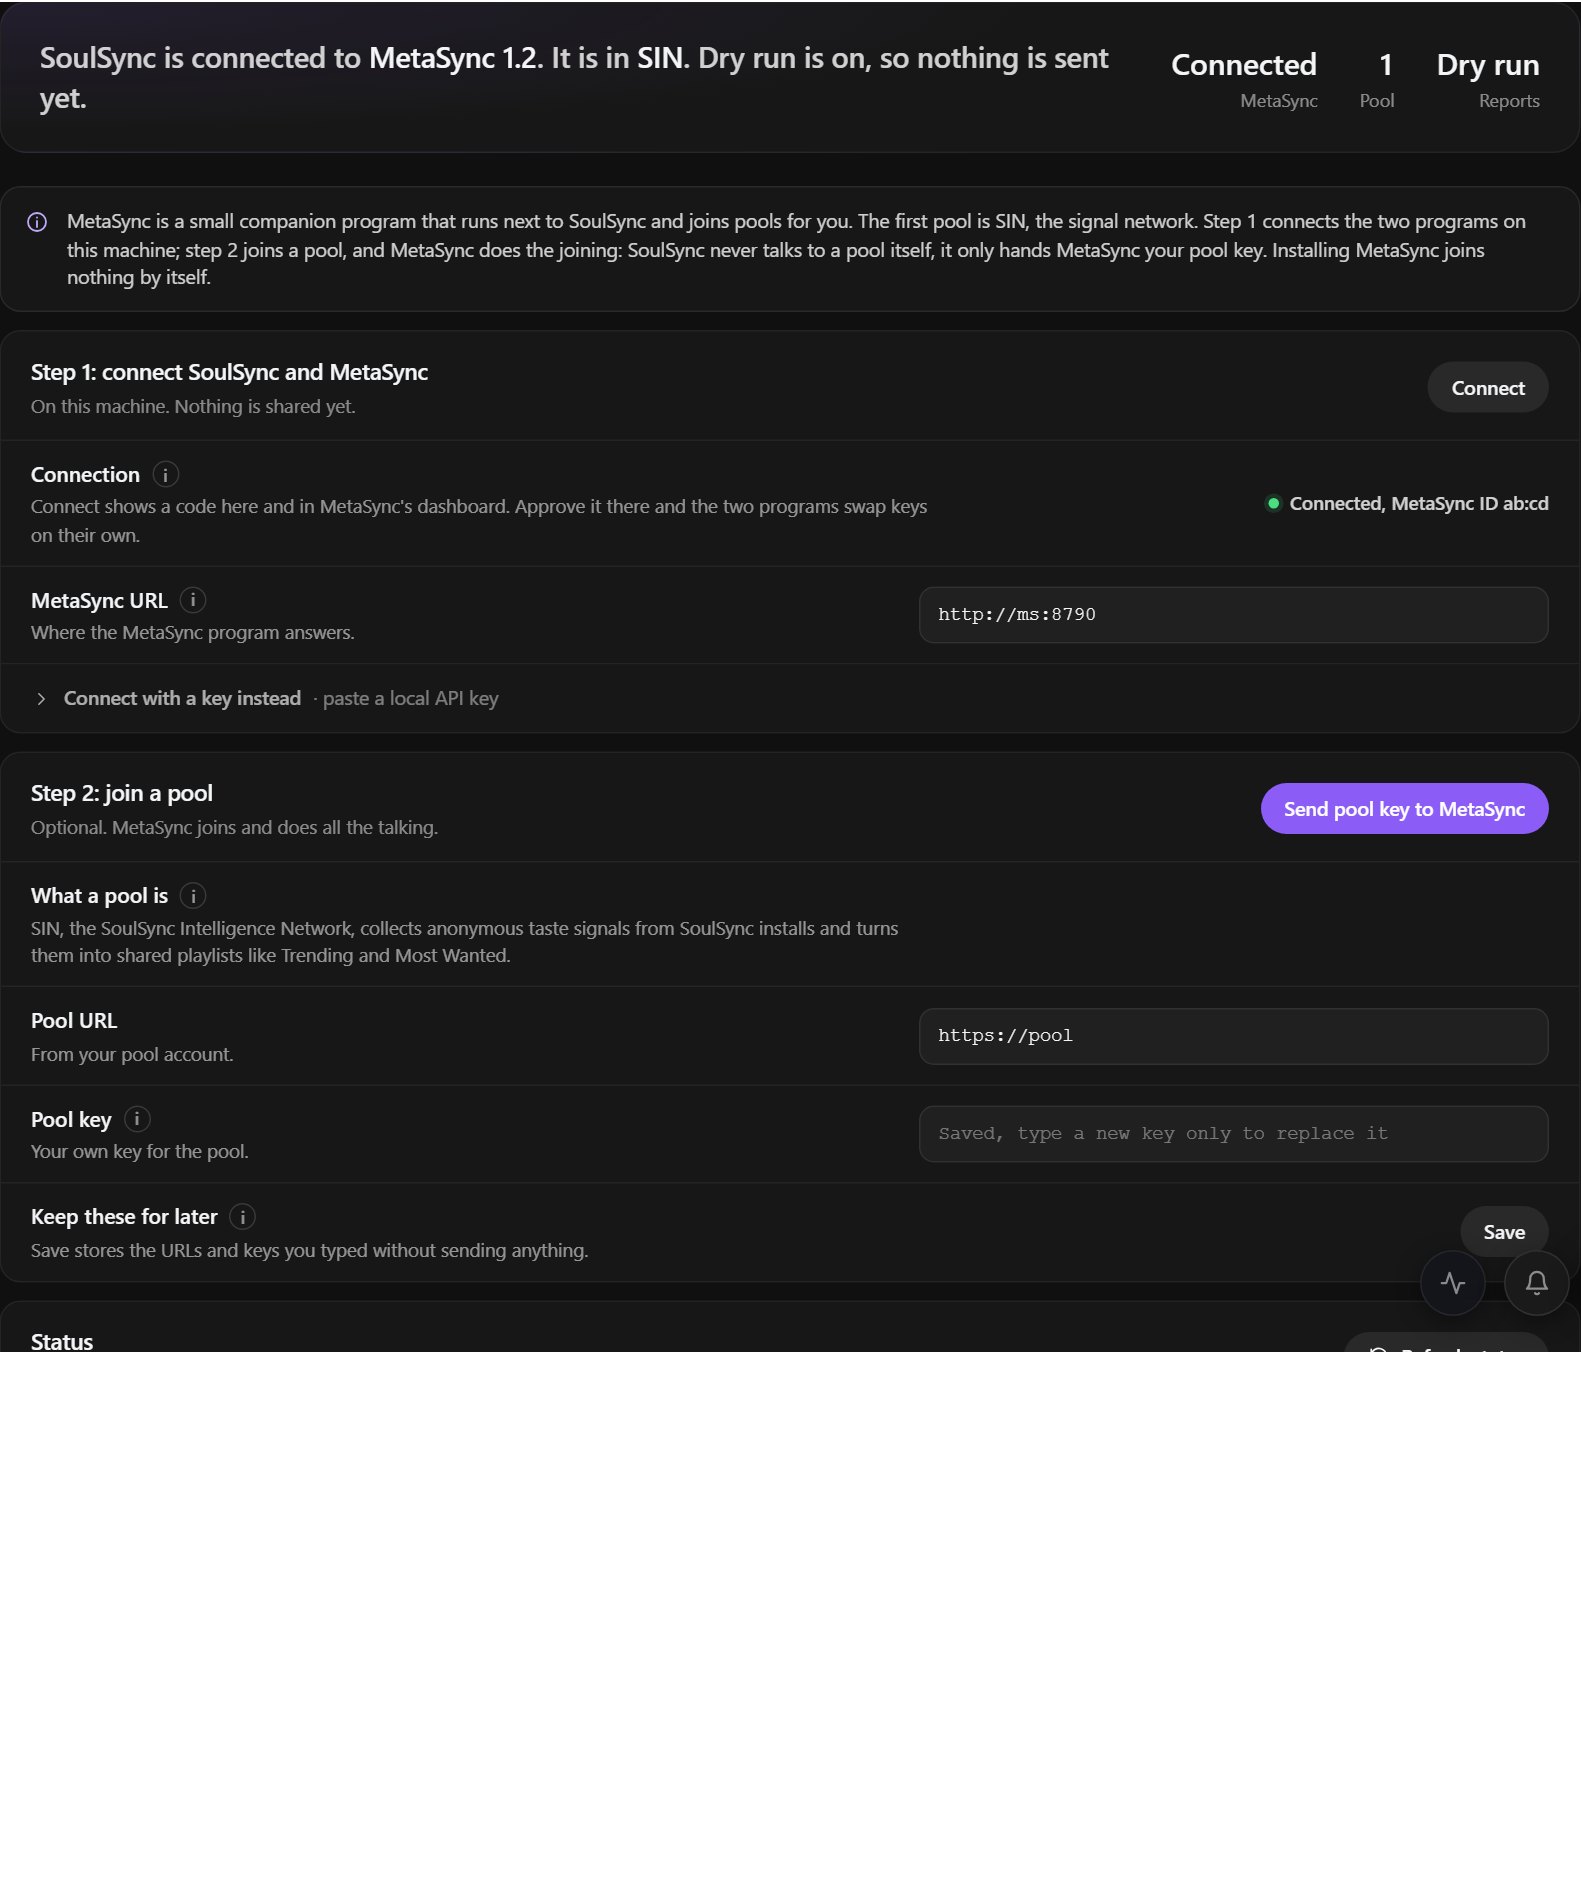 SoulSync is connected to MetaSync 1.2. It is in SIN. Dry run is on, so nothing is sent
yet.
Connected
MetaSync
1
Pool
Dry run
Reports
MetaSync is a small companion program that runs next to SoulSync and joins pools for you. The first pool is SIN, the signal network. Step 1 connects the two programs on
this machine; step 2 joins a pool, and MetaSync does the joining: SoulSync never talks to a pool itself, it only hands MetaSync your pool key. Installing MetaSync joins
nothing by itself.
Step 1: connect SoulSync and MetaSync
On this machine. Nothing is shared yet.
Connect
Connection
Connect shows a code here and in MetaSync's dashboard. Approve it there and the two programs swap keys
on their own.
Connected, MetaSync ID ab:cd
MetaSync URL
Where the MetaSync program answers.
http://ms:8790
Connect with a key instead · paste a local API key
Step 2: join a pool
Optional. MetaSync joins and does all the talking.
Send pool key to MetaSync
What a pool is
SIN, the SoulSync Intelligence Network, collects anonymous taste signals from SoulSync installs and turns
them into shared playlists like Trending and Most Wanted.
Pool URL
From your pool account.
https://pool
Pool key
Your own key for the pool.
Saved, type a new key only to replace it
Keep these for later
Save stores the URLs and keys you typed without sending anything.
Save
Status